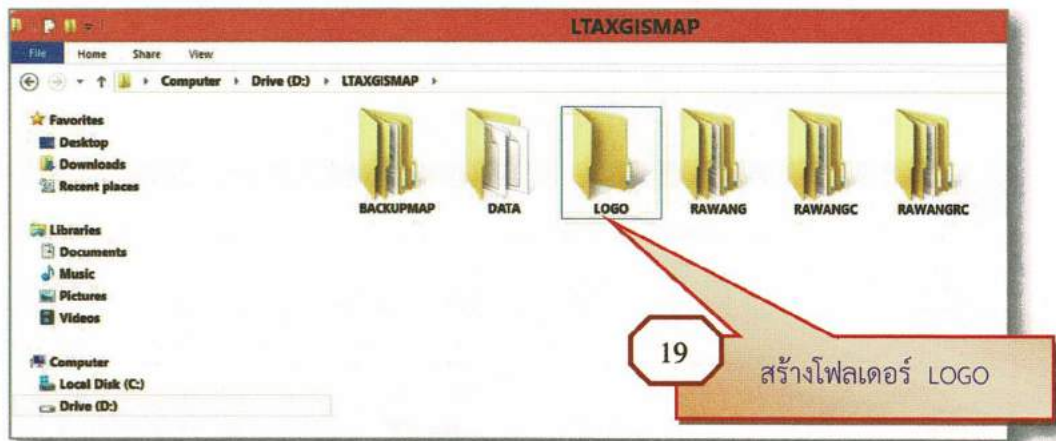 LTAXGISMAP
File Home Share View
Computer Drive (D:) LTAXGISMAP
Favorites
Desktop
Downloads
Recent places
Libraries
Documents
Music
Pictures
Videos
Computer
Local Disk (C:)
Drive (D:)
BACKUPMAP DATA LOGO RAWANG RAWANGC RAWANGRC
19
สร้างโฟลเดอร์ LOGO